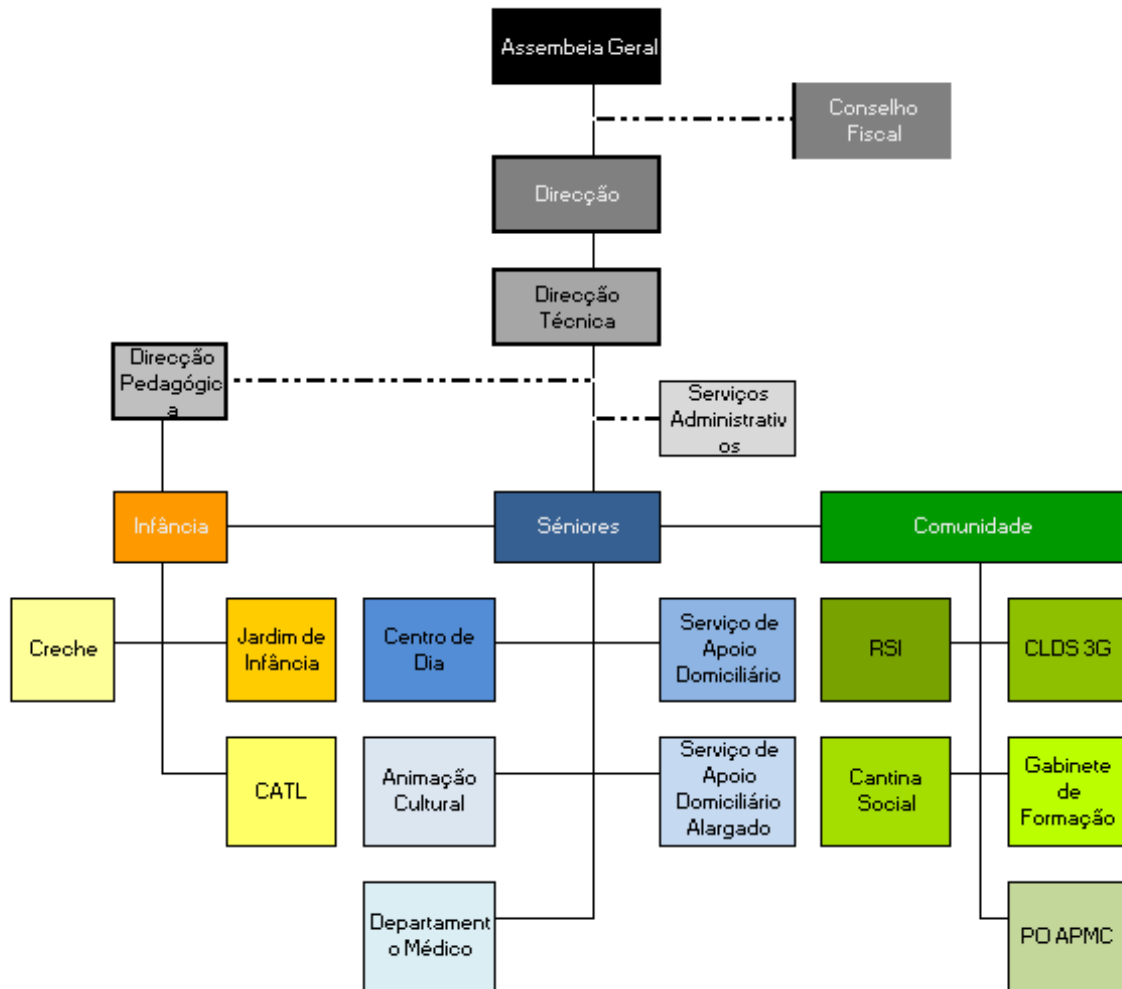 Assembeia Geral
Conselho
Fiscal
Direcção
Direcção
Técnica
Direcção
Pedagógic
a
Serviços
Administrativ
os
Infância
Séniores
Comunidade
Creche
Jardim de
Infância
Centro de
Dia
Serviço de
Apoio
Domiciliário
RSI
CLDS 3G
CATL
Animação
Cultural
Serviço de
Apoio
Domiciliário
Alargado
Cantina
Social
Gabinete
de
Formação
Departament
o Médico
PO APMC